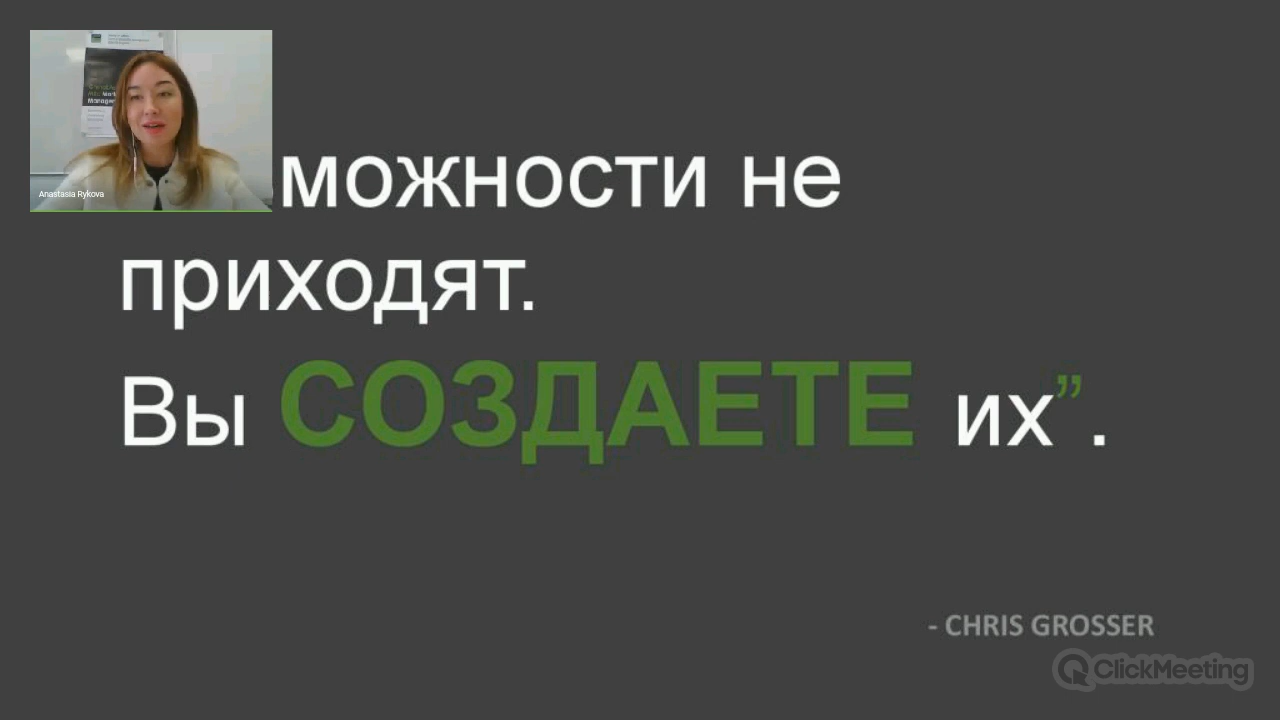 Anastasia Rykova
можности не
приходят.
Вы СОЗДАЕТЕ их”.
- CHRIS GROSSER
ClickMeeting